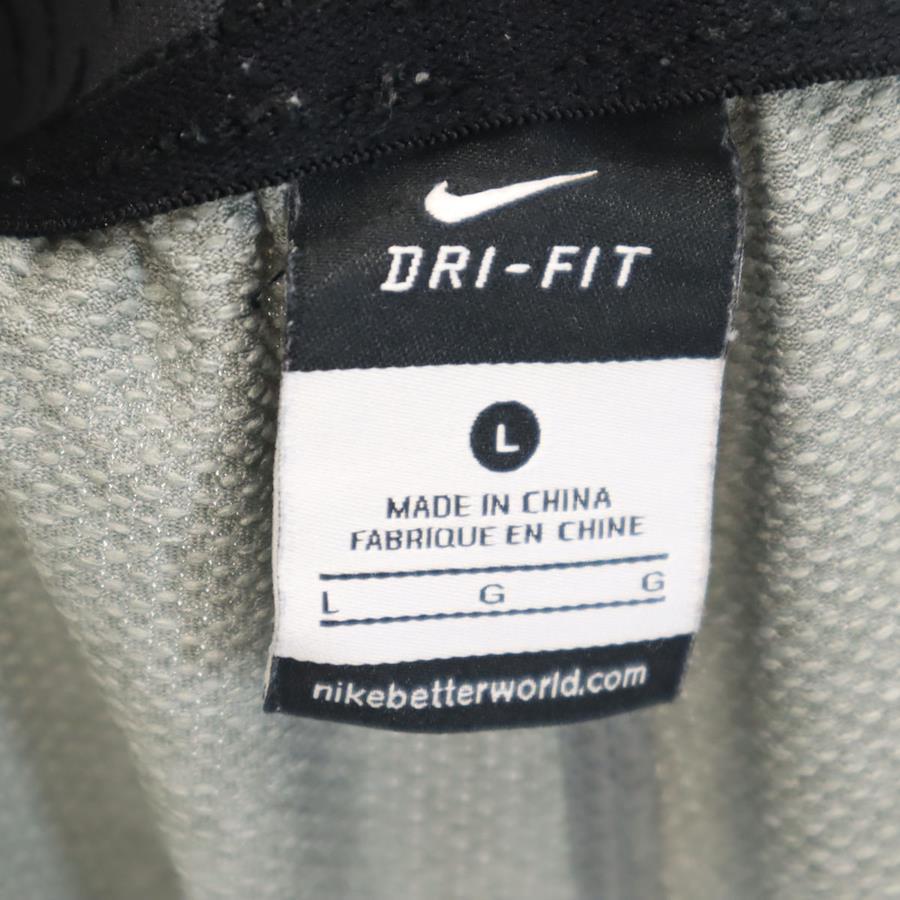 DRI-FIT
L
MADE IN CHINA
FABRIQUE EN CHINE
L G G
nikebetterworld.com